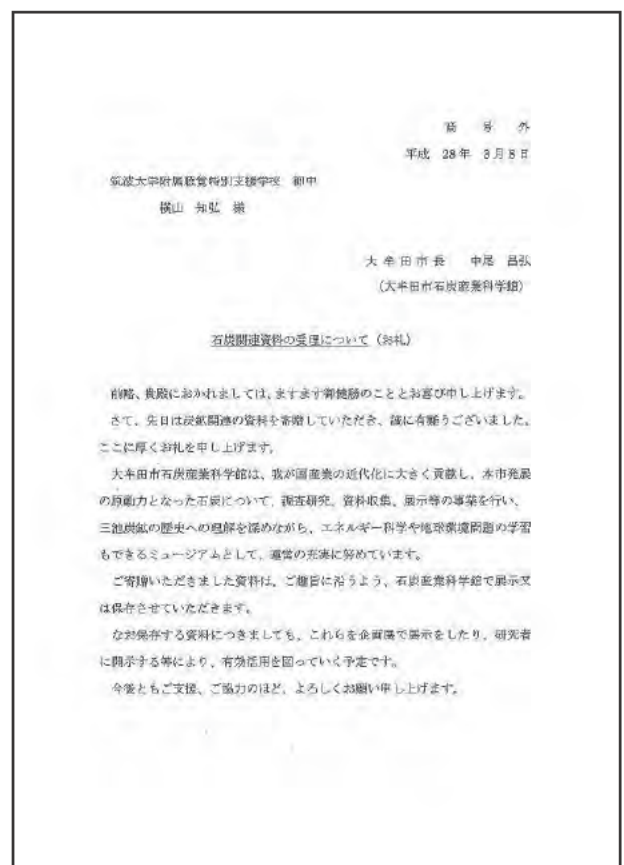 号外
平成 28年 3月8日
筑波大学附属聴覚特別支援学校 御中
横山 知弘 様
大牟田市長 中尾 昌弘
(大牟田市石炭産業科学館)
石炭関連資料の受理について(お礼)
前略、貴殿におかれましては、ますます御健勝のこととお喜び申し上げます。
さて、先日は炭鉱関連の資料を寄贈していただき、誠に有難うございました。
ここに厚くお礼を申し上げます。
大牟田市石炭産業科学館は、我が国産業の近代化に大きく貢献し、本市発展
の原動力となった石炭について、調査研究、資料収集、展示等の事業を行い、
三池炭鉱の歴史への理解を深めながら、エネルギー科学や地球環境問題の学習
もできるミュージアムとして、運営の充実に努めています。
ご寄贈いただきました資料は、ご趣旨に沿うよう、石炭産業科学館で展示又
は保存させていただきます。
なお保存する資料につきましても、これらを企画展で展示をしたり、研究者
に開示する等により、有効活用を図っていく予定です。
今後ともご支援、ご協力のほど、よろしくお願い申し上げます。